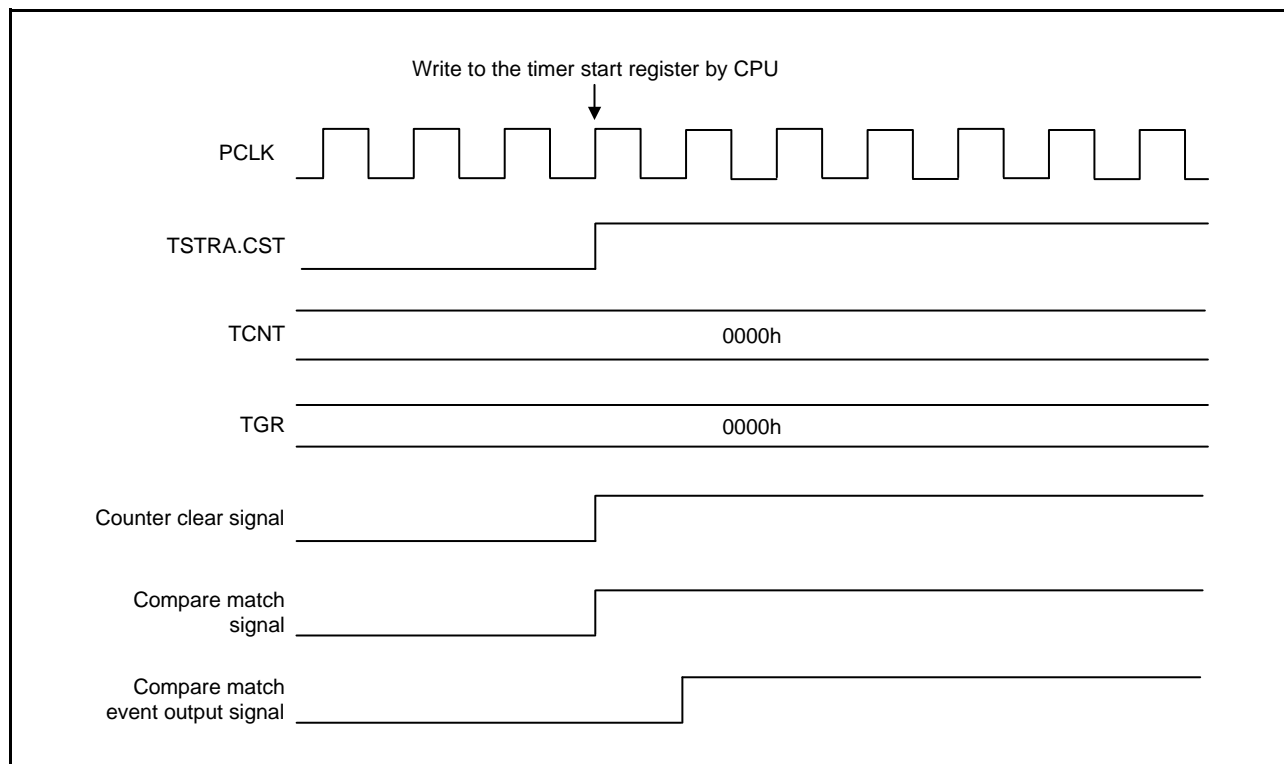 Write to the timer start register by CPU
PCLK
TSTRA.CST
TCNT
0000h
TGR
0000h
Counter clear signal
Compare match
signal
Compare match
event output signal